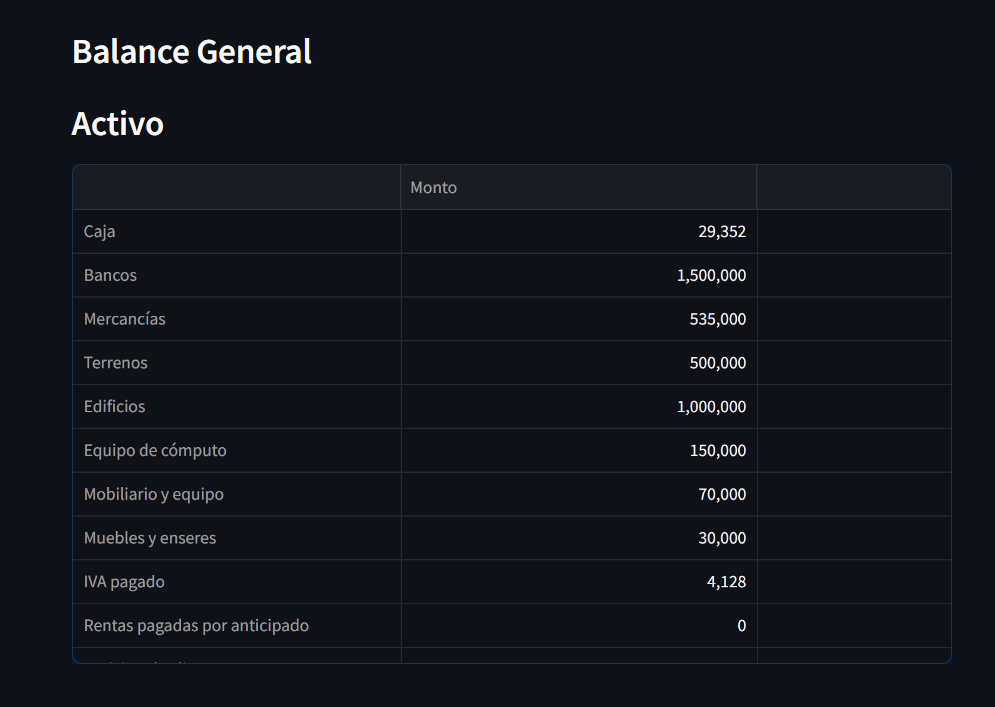 Balance General
Activo
Monto
Caja 29,352
Bancos 1,500,000
Mercancías 535,000
Terrenos 500,000
Edificios 1,000,000
Equipo de cómputo 150,000
Mobiliario y equipo 70,000
Muebles y enseres 30,000
IVA pagado 4,128
Rentas pagadas por anticipado 0